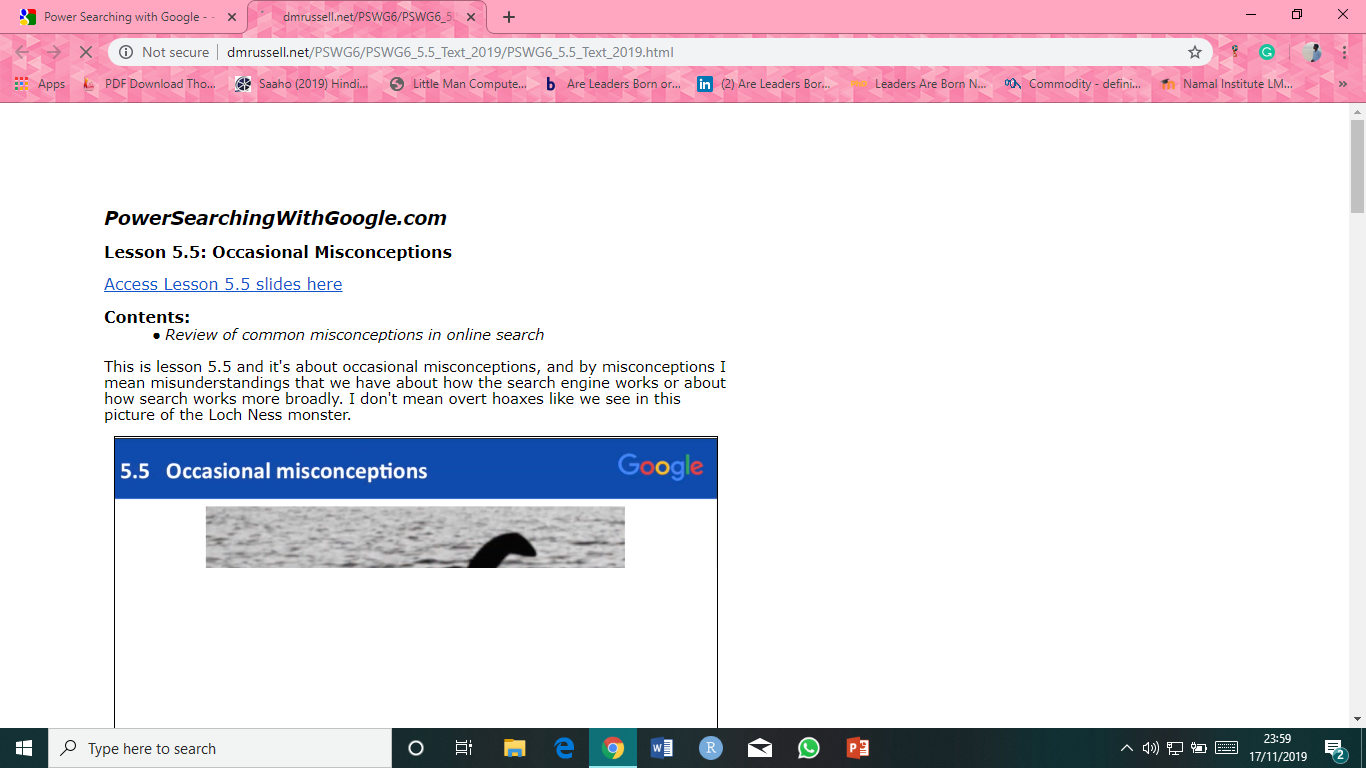 Power Searching with Google - -
dmrussell.net/PSWG6/PSWG6_5.5
Not secure
dmrussell.net/PSWG6/PSWG6_5.5_Text_2019/PSWG6_5.5_Text_2019.html
Apps
PDF Download Tho...
Saaho (2019) Hindi...
Little Man Compute...
Are Leaders Born or...
(2) Are Leaders Bor...
Leaders Are Born N...
Commodity - defini...
Namal Institute LM...
PowerSearchingWithGoogle.com
Lesson 5.5: Occasional Misconceptions
Access Lesson 5.5 slides here
Contents:
● Review of common misconceptions in online search
This is lesson 5.5 and it's about occasional misconceptions, and by misconceptions I
mean misunderstandings that we have about how the search engine works or about
how search works more broadly. I don't mean overt hoaxes like we see in this
picture of the Loch Ness monster.
5.5 Occasional misconceptions
Google
Type here to search
23:59
17/11/2019
2